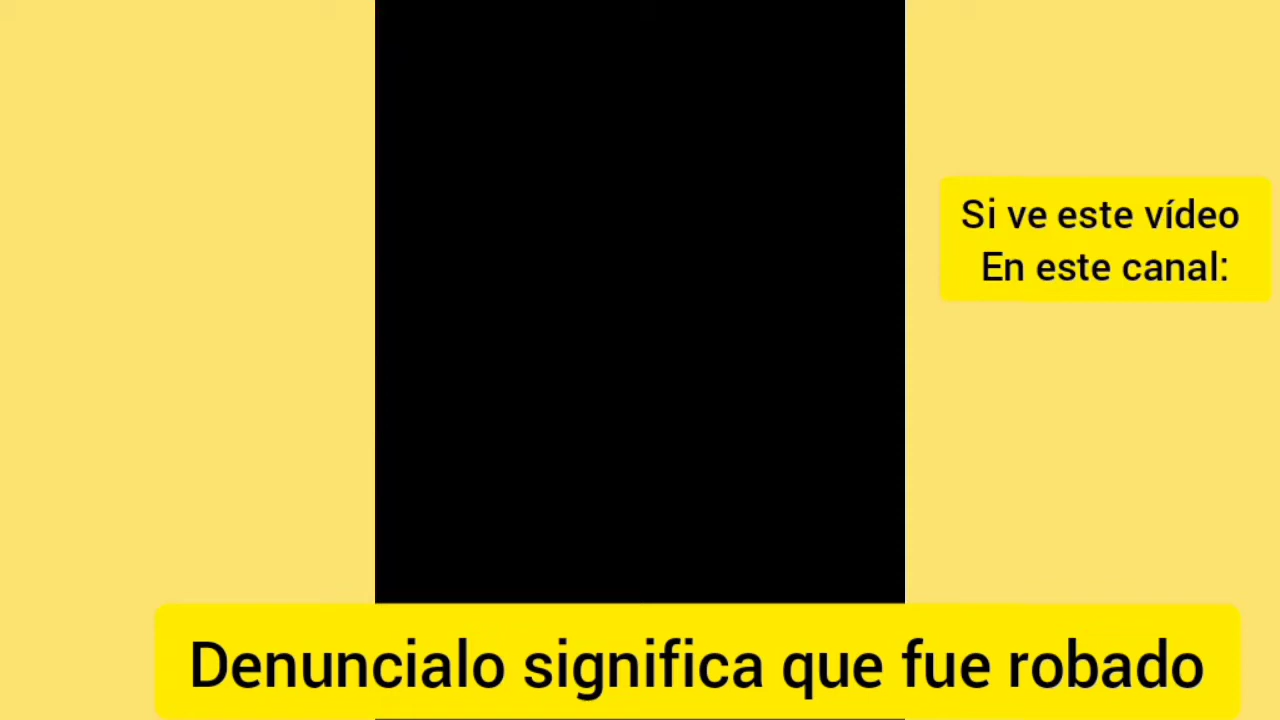 Si ve este vídeo
En este canal:
Denuncialo significa que fue robado